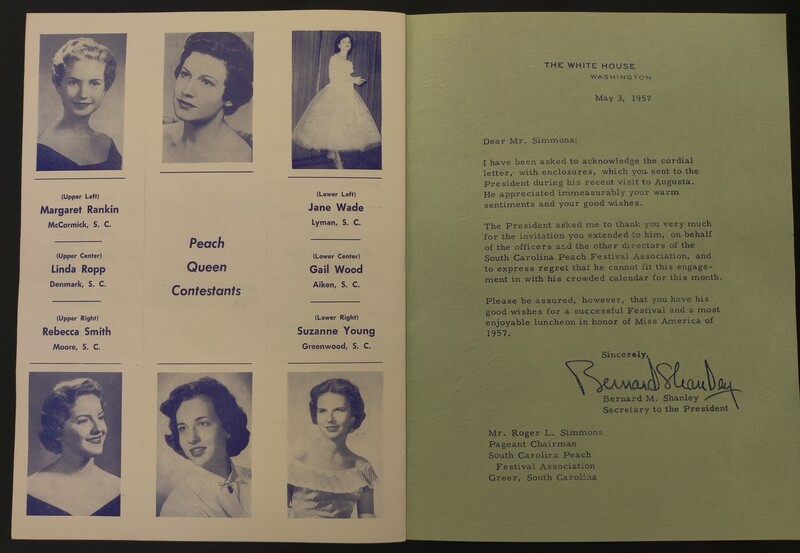 (Upper Left)
Margaret Rankin
McCormick, S. C.
(Upper Center)
Linda Ropp
Denmark, S. C.
(Upper Right)
Rebecca Smith
Moore, S. C.
Peach
Queen
Contestants
(Lower Left)
Jane Wade
Lyman, S. C.
(Lower Center)
Gail Wood
Aiken, S. C.
(Lower Right)
Suzanne Young
Greenwood, S. C.
THE WHITE HOUSE
WASHINGTON
May 3, 1957
Dear Mr. Simmons:
I have been asked to acknowledge the cordial
letter, with enclosures, which you sent to the
President during his recent visit to Augusta.
He appreciated immeasurably your warm
sentiments and your good wishes.
The President asked me to thank you very much
for the invitation you extended to him, on behalf
of the officers and the other directors of the
South Carolina Peach Festival Association, and
to express regret that he cannot fit this engage-
ment in with his crowded calendar for this month.
Please be assured, however, that you have his
good wishes for a successful Festival and a most
enjoyable luncheon in honor of Miss America of
1957.
Sincerely,
Bernard Shanley
Bernard M. Shanley
Secretary to the President
Mr. Roger L. Simmons
Pageant Chairman
South Carolina Peach
Festival Association
Greer, South Carolina